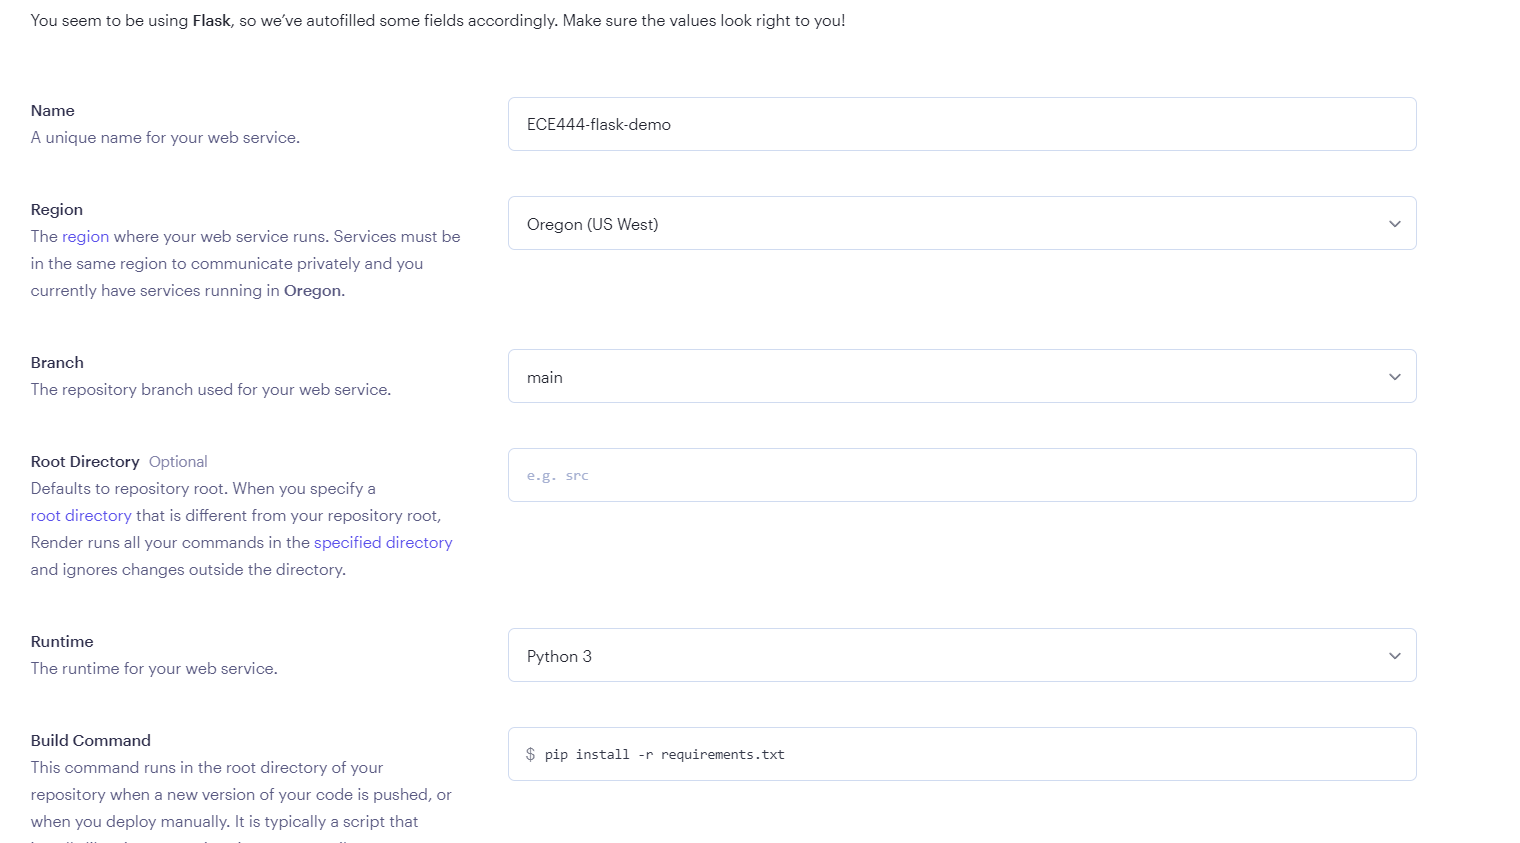 You seem to be using Flask, so we’ve autofilled some fields accordingly. Make sure the values look right to you!
Name
A unique name for your web service.
ECE444-flask-demo
Region
The region where your web service runs. Services must be
in the same region to communicate privately and you
currently have services running in Oregon.
Oregon (US West)
Branch
The repository branch used for your web service.
main
Root Directory Optional
Defaults to repository root. When you specify a
root directory that is different from your repository root,
Render runs all your commands in the specified directory
and ignores changes outside the directory.
e.g. src
Runtime
The runtime for your web service.
Python 3
Build Command
This command runs in the root directory of your
repository when a new version of your code is pushed, or
when you deploy manually. It is typically a script that
$ pip install -r requirements.txt